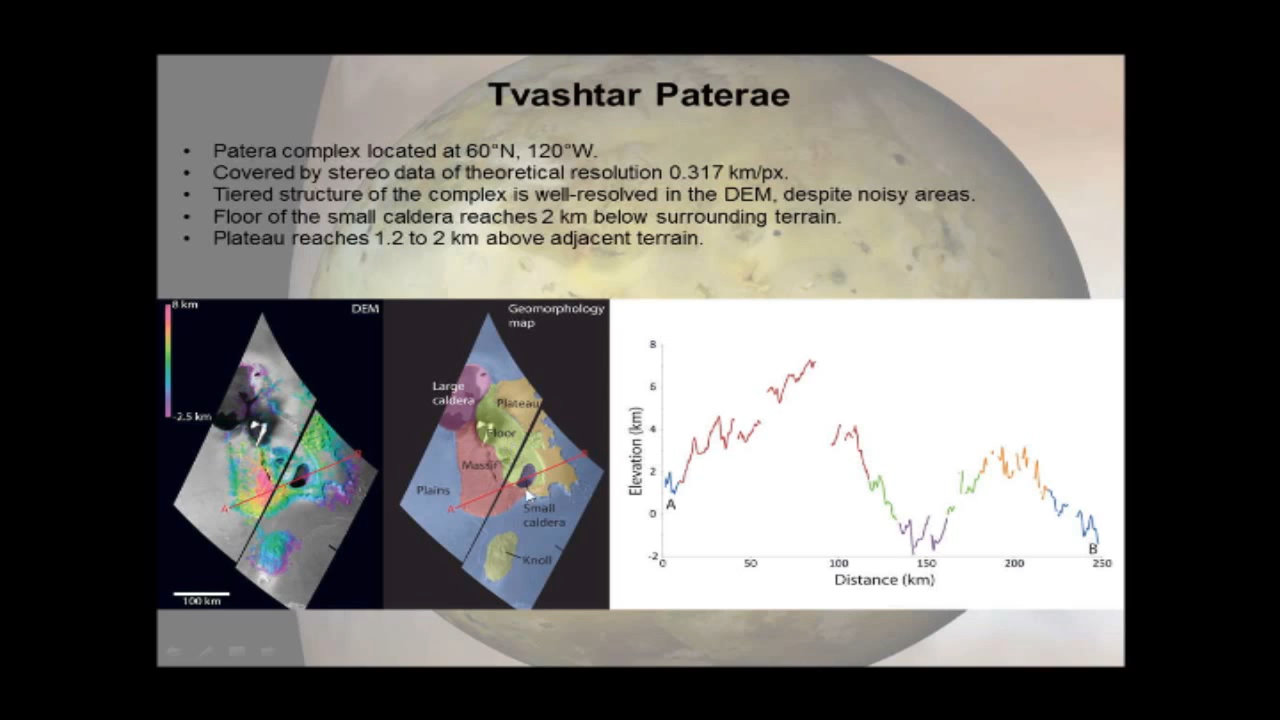 Tvashtar Paterae
• Patera complex located at 60°N, 120°W.
• Covered by stereo data of theoretical resolution 0.317 km/px.
• Tiered structure of the complex is well-resolved in the DEM, despite noisy areas.
• Floor of the small caldera reaches 2 km below surrounding terrain.
• Plateau reaches 1.2 to 2 km above adjacent terrain.
8 km
DEM
-2.5 km
A
B
100 km
Geomorphology
map
Large
caldera
Plateau
Floor
Massif
Plains
A
B
Small
caldera
Knoll
Elevation (km)
8
6
4
2
0
-2
A
B
0 50 100 150 200 250
Distance (km)